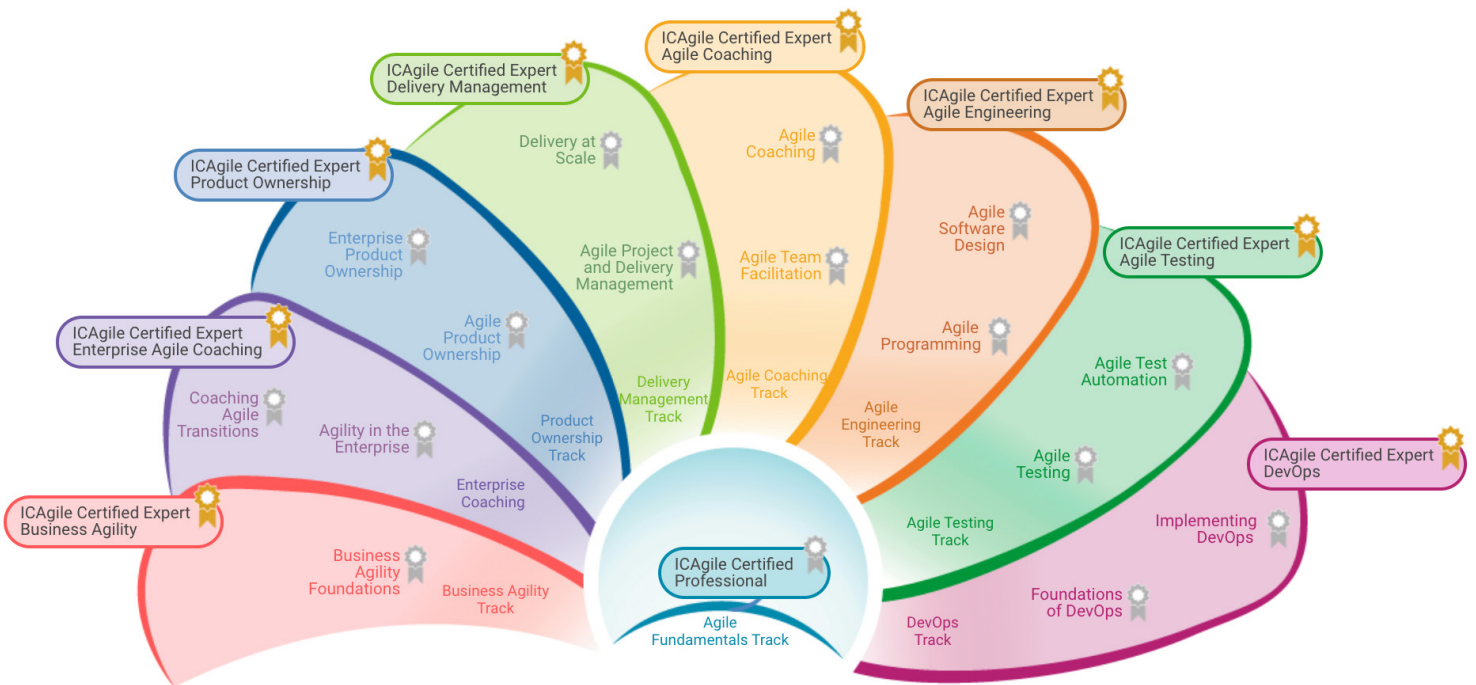 ICAgile Certified Expert
Agile Coaching
ICAgile Certified Expert
Delivery Management
ICAgile Certified Expert
Agile Engineering
ICAgile Certified Expert
Product Ownership
ICAgile Certified Expert
Agile Testing
ICAgile Certified Expert
Enterprise Agile Coaching
ICAgile Certified Expert
DevOps
ICAgile Certified Expert
Business Agility
Business
Agility
Foundations
Business Agility
Track
Coaching
Agile
Transitions
Agility in the
Enterprise
Enterprise
Coaching
Enterprise
Product
Ownership
Agile
Product
Ownership
Product
Ownership
Track
Delivery at
Scale
Agile Project
and Delivery
Management
Delivery
Management
Track
Agile
Coaching
Agile Team
Facilitation
Agile Coaching
Track
Agile
Software
Design
Agile
Programming
Agile
Engineering
Track
Agile Test
Automation
Agile
Testing
Agile Testing
Track
Implementing
DevOps
Foundations
of DevOps
DevOps
Track
ICAgile Certified
Professional
Agile
Fundamentals Track